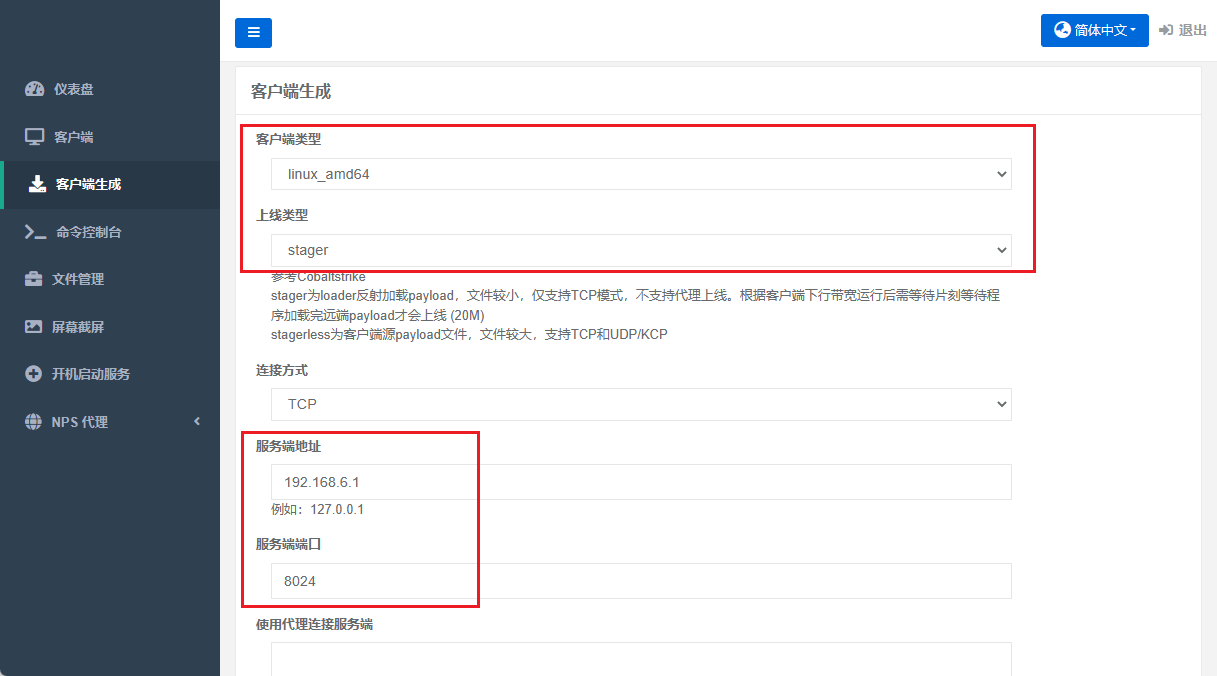 简体中文
退出
仪表盘
客户端
客户端生成
命令控制台
文件管理
屏幕截屏
开机启动服务
NPS 代理
客户端生成
客户端类型
linux_amd64
上线类型
stager
参考Cobaltstrike
stager为loader反射加载payload，文件较小，仅支持TCP模式，不支持代理上线。根据客户端下行带宽运行后需等待片刻等待程
序加载完远端payload才会上线 (20M)
stagerless为客户端源payload文件，文件较大，支持TCP和UDP/KCP
连接方式
TCP
服务端地址
192.168.6.1
例如：127.0.0.1
服务端端口
8024
使用代理连接服务端